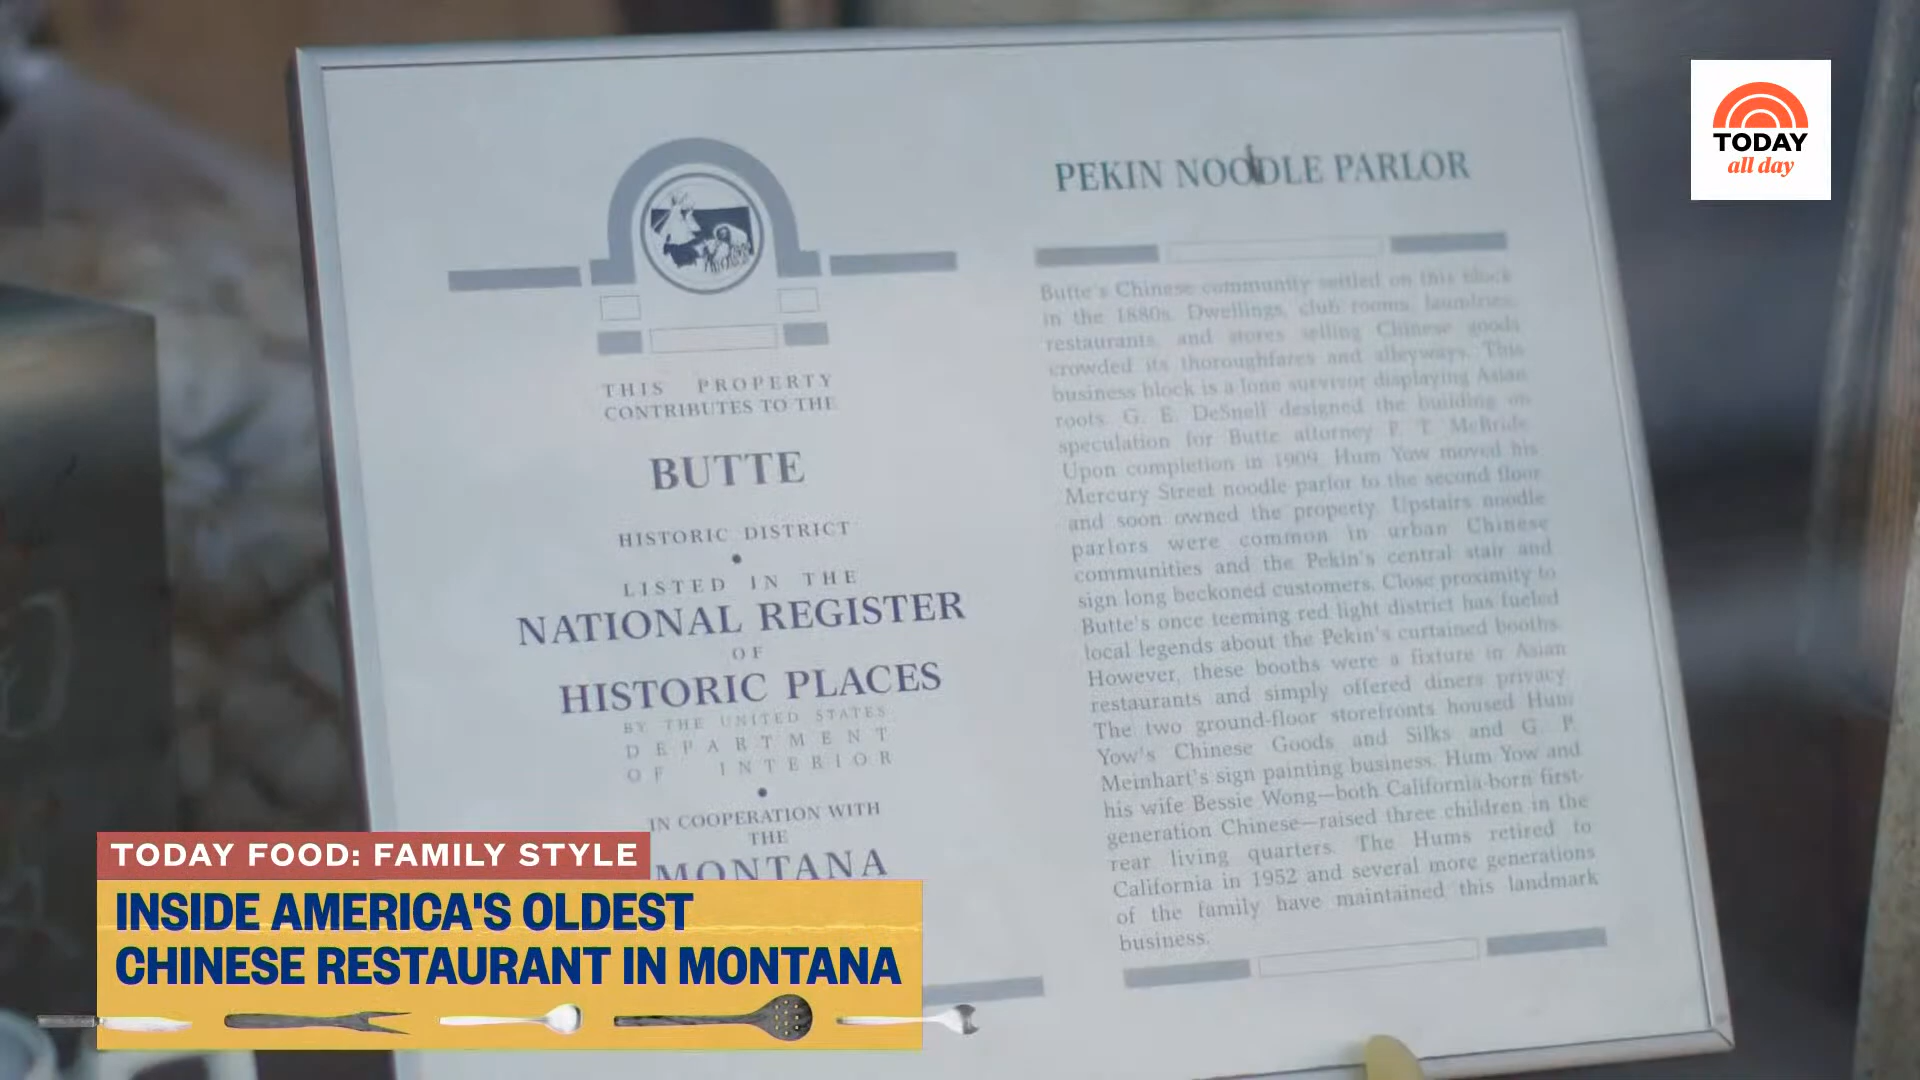 TODAY
all day
THIS PROPERTY
CONTRIBUTES TO THE
BUTTE
HISTORIC DISTRICT
LISTED IN THE
NATIONAL REGISTER
OF
HISTORIC PLACES
BY THE UNITED STATES
DEPARTMENT
OF INTERIOR
IN COOPERATION WITH
THE
MONTANA
PEKIN NOODLE PARLOR
Butte's Chinese community settled on this block
in the 1880s. Dwellings, club rooms, laundries,
restaurants, and stores selling Chinese goods
crowded its thoroughfares and alleyways. This
business block is a lone survivor displaying Asian
roots. G. E. DeSnell designed the building on
speculation for Butte attorney F. T. McBride.
Upon completion in 1909, Hum Yow moved his
Mercury Street noodle parlor to the second floor
and soon owned the property. Upstairs noodle
parlors were common in urban Chinese
communities and the Pekin's central stair and
sign long beckoned customers. Close proximity to
Butte's once teeming red light district has fueled
local legends about the Pekin's curtained booths.
However, these booths were a fixture in Asian
restaurants and simply offered diners privacy.
The two ground-floor storefronts housed Hum
Yow's Chinese Goods and Silks and G. P.
Meinhart's sign painting business. Hum Yow and
his wife Bessie Wong—both California-born first-
generation Chinese—raised three children in the
rear living quarters. The Hums retired to
California in 1952 and several more generations
of the family have maintained this landmark
business.
TODAY FOOD: FAMILY STYLE
INSIDE AMERICA'S OLDEST
CHINESE RESTAURANT IN MONTANA